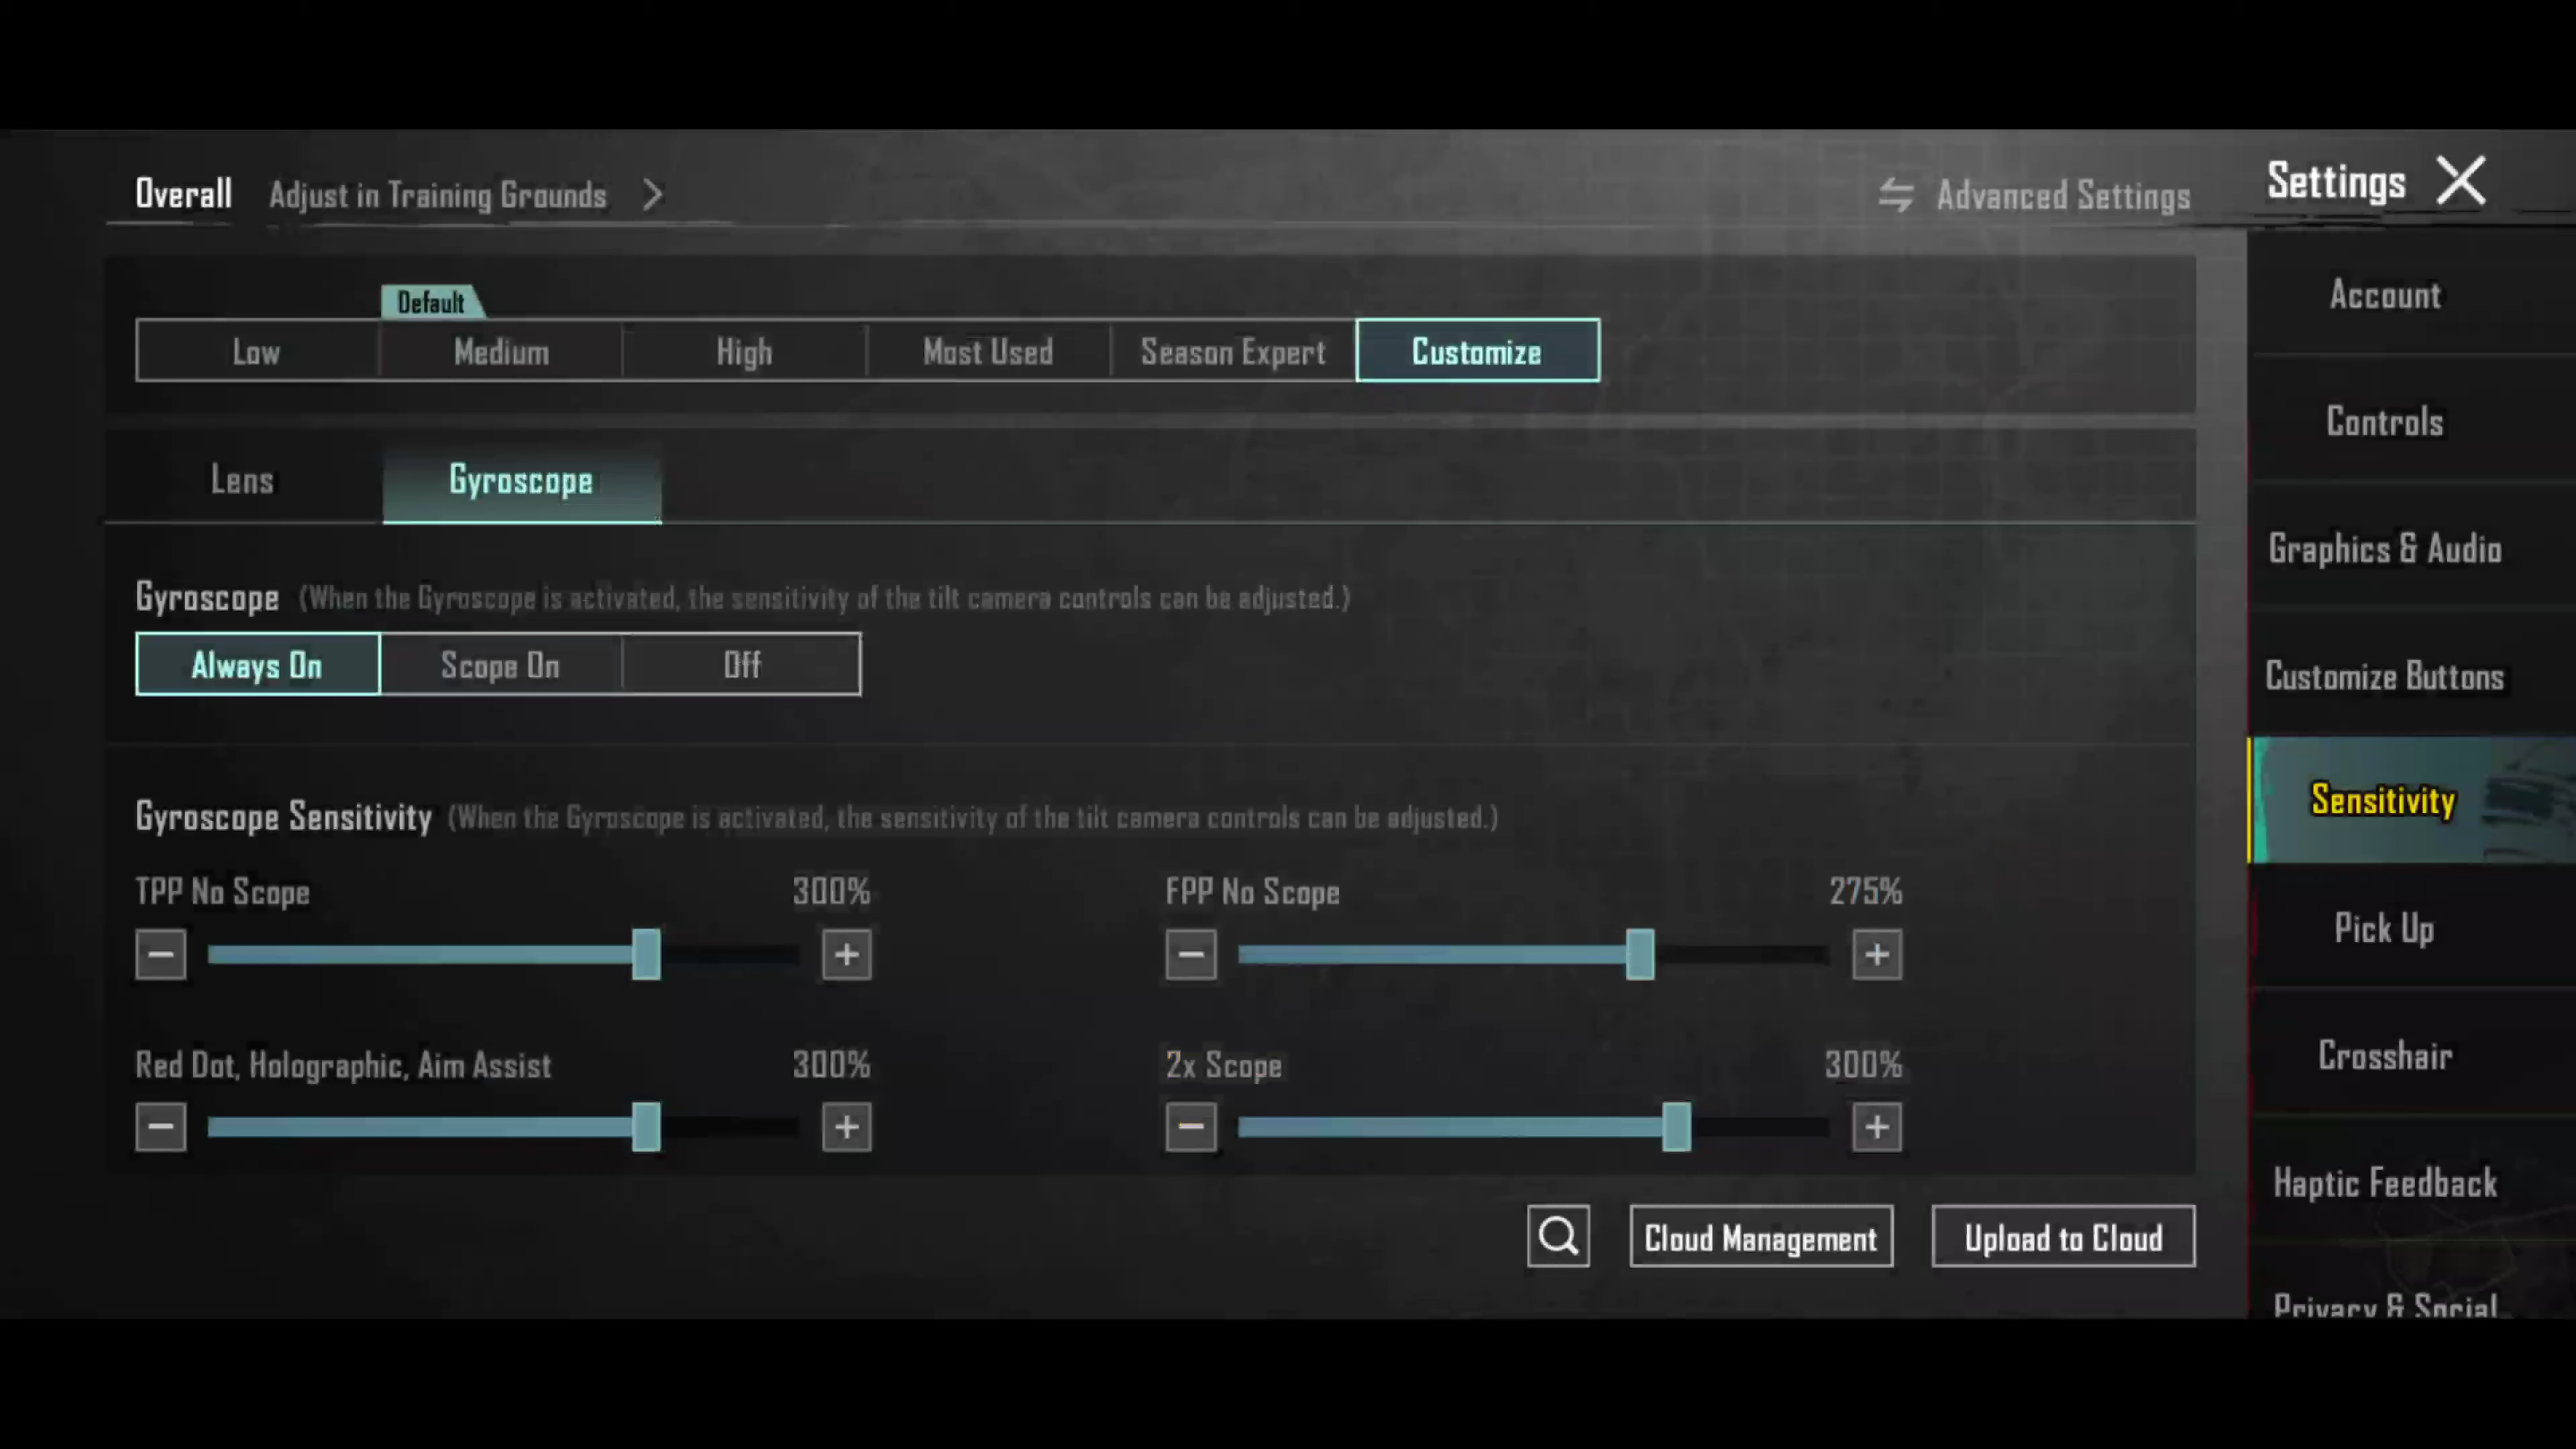 Overall
Adjust in Training Grounds
Advanced Settings
Settings
Default
Low
Medium
High
Most Used
Season Expert
Customize
Lens
Gyroscope
Gyroscope (When the Gyroscope is activated, the sensitivity of the tilt camera controls can be adjusted.)
Always On
Scope On
Off
Gyroscope Sensitivity (When the Gyroscope is activated, the sensitivity of the tilt camera controls can be adjusted.)
TPP No Scope
300%
FPP No Scope
275%
Red Dot, Holographic, Aim Assist
300%
2x Scope
300%
Cloud Management
Upload to Cloud
Account
Controls
Graphics & Audio
Customize Buttons
Sensitivity
Pick Up
Crosshair
Haptic Feedback
Privacy & Social